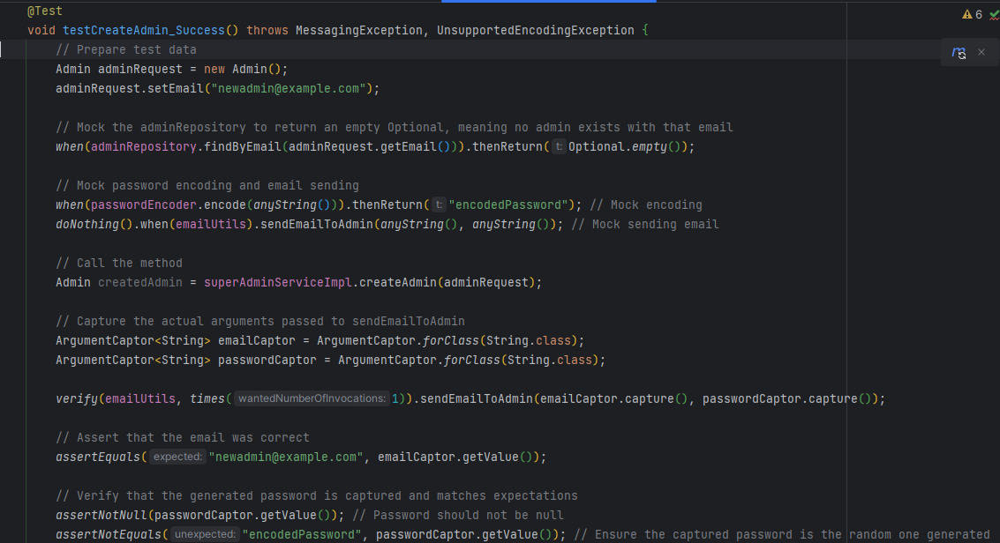 @Test
6
void testCreateAdmin_Success() throws MessagingException, UnsupportedEncodingException {
// Prepare test data
Admin adminRequest = new Admin();
adminRequest.setEmail("newadmin@example.com");
// Mock the adminRepository to return an empty Optional, meaning no admin exists with that email
when(adminRepository.findByEmail(adminRequest.getEmail())).thenReturn( t: Optional.empty());
// Mock password encoding and email sending
when(passwordEncoder.encode(anyString())).thenReturn( t: "encodedPassword"); // Mock encoding
doNothing().when(emailUtils).sendEmailToAdmin(anyString(), anyString()); // Mock sending email
// Call the method
Admin createdAdmin = superAdminServiceImpl.createAdmin(adminRequest);
// Capture the actual arguments passed to sendEmailToAdmin
ArgumentCaptor<String> emailCaptor = ArgumentCaptor.forClass(String.class);
ArgumentCaptor<String> passwordCaptor = ArgumentCaptor.forClass(String.class);
verify(emailUtils, times( wantedNumberOfInvocations: 1)).sendEmailToAdmin(emailCaptor.capture(), passwordCaptor.capture());
// Assert that the email was correct
assertEquals( expected: "newadmin@example.com", emailCaptor.getValue());
// Verify that the generated password is captured and matches expectations
assertNotNull(passwordCaptor.getValue()); // Password should not be null
assertNotEquals( unexpected: "encodedPassword", passwordCaptor.getValue()); // Ensure the captured password is the random one generated